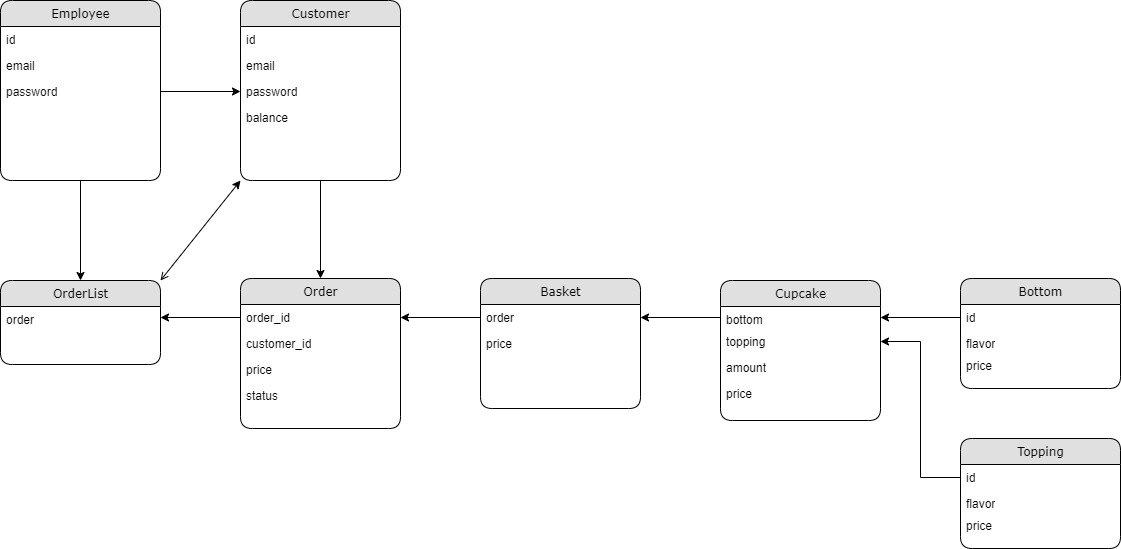 Employee
id
email
password
Customer
id
email
password
balance
OrderList
order
Order
order_id
customer_id
price
status
Basket
order
price
Cupcake
bottom
topping
amount
price
Bottom
id
flavor
price
Topping
id
flavor
price